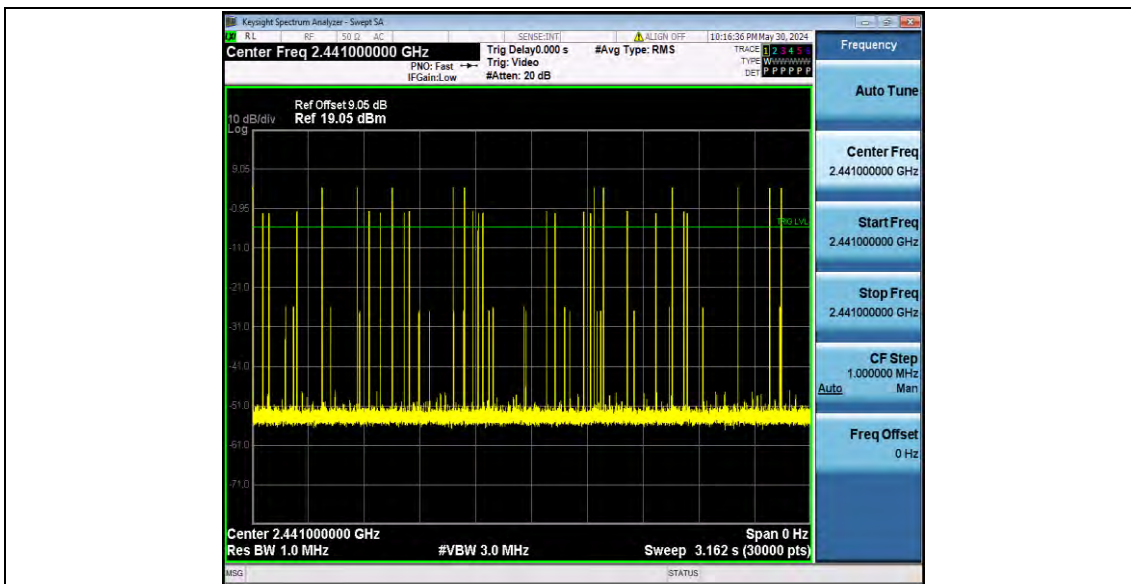 Keysight Spectrum Analyzer - Swept SA
RL RF 50 Ω AC SENSE:INT ALIGN OFF 10:16:36 PM May 30, 2024
Center Freq 2.441000000 GHz
PNO: Fast
IFGain:Low
Trig Delay0.000 s
Trig: Video
#Atten: 20 dB
#Avg Type: RMS
TRACE 1 2 3 4 5 6
TYPE WWWWWW
DET P P P P P P
Ref Offset 9.05 dB
10 dB/div Ref 19.05 dBm
Log
9.05
-0.95
TRIG LVL
-11.0
-21.0
-31.0
-41.0
-51.0
-61.0
-71.0
Center 2.441000000 GHz Span 0 Hz
Res BW 1.0 MHz #VBW 3.0 MHz Sweep 3.162 s (30000 pts)
MSG STATUS
Frequency
Auto Tune
Center Freq
2.441000000 GHz
Start Freq
2.441000000 GHz
Stop Freq
2.441000000 GHz
CF Step
1.000000 MHz
Auto Man
Freq Offset
0 Hz